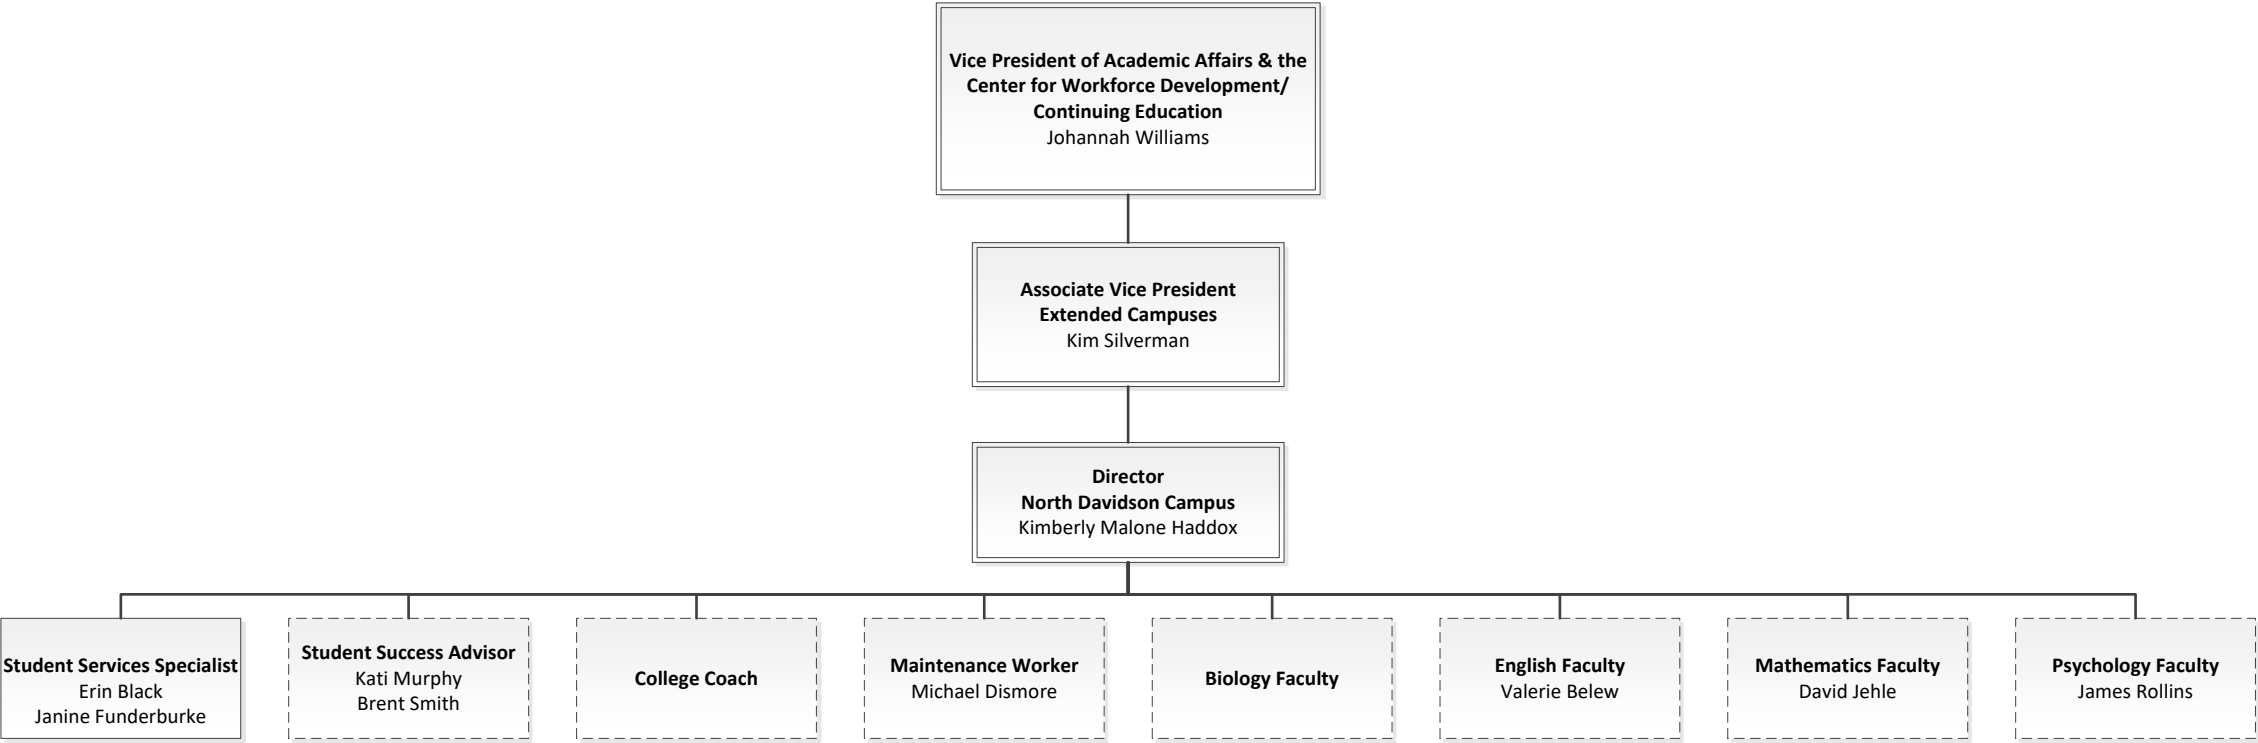 Vice President of Academic Affairs & the
Center for Workforce Development/
Continuing Education
Johannah Williams
Associate Vice President
Extended Campuses
Kim Silverman
Director
North Davidson Campus
Kimberly Malone Haddox
Student Services Specialist
Erin Black
Janine Funderburke
Student Success Advisor
Kati Murphy
Brent Smith
College Coach
Maintenance Worker
Michael Dismore
Biology Faculty
English Faculty
Valerie Belew
Mathematics Faculty
David Jehle
Psychology Faculty
James Rollins